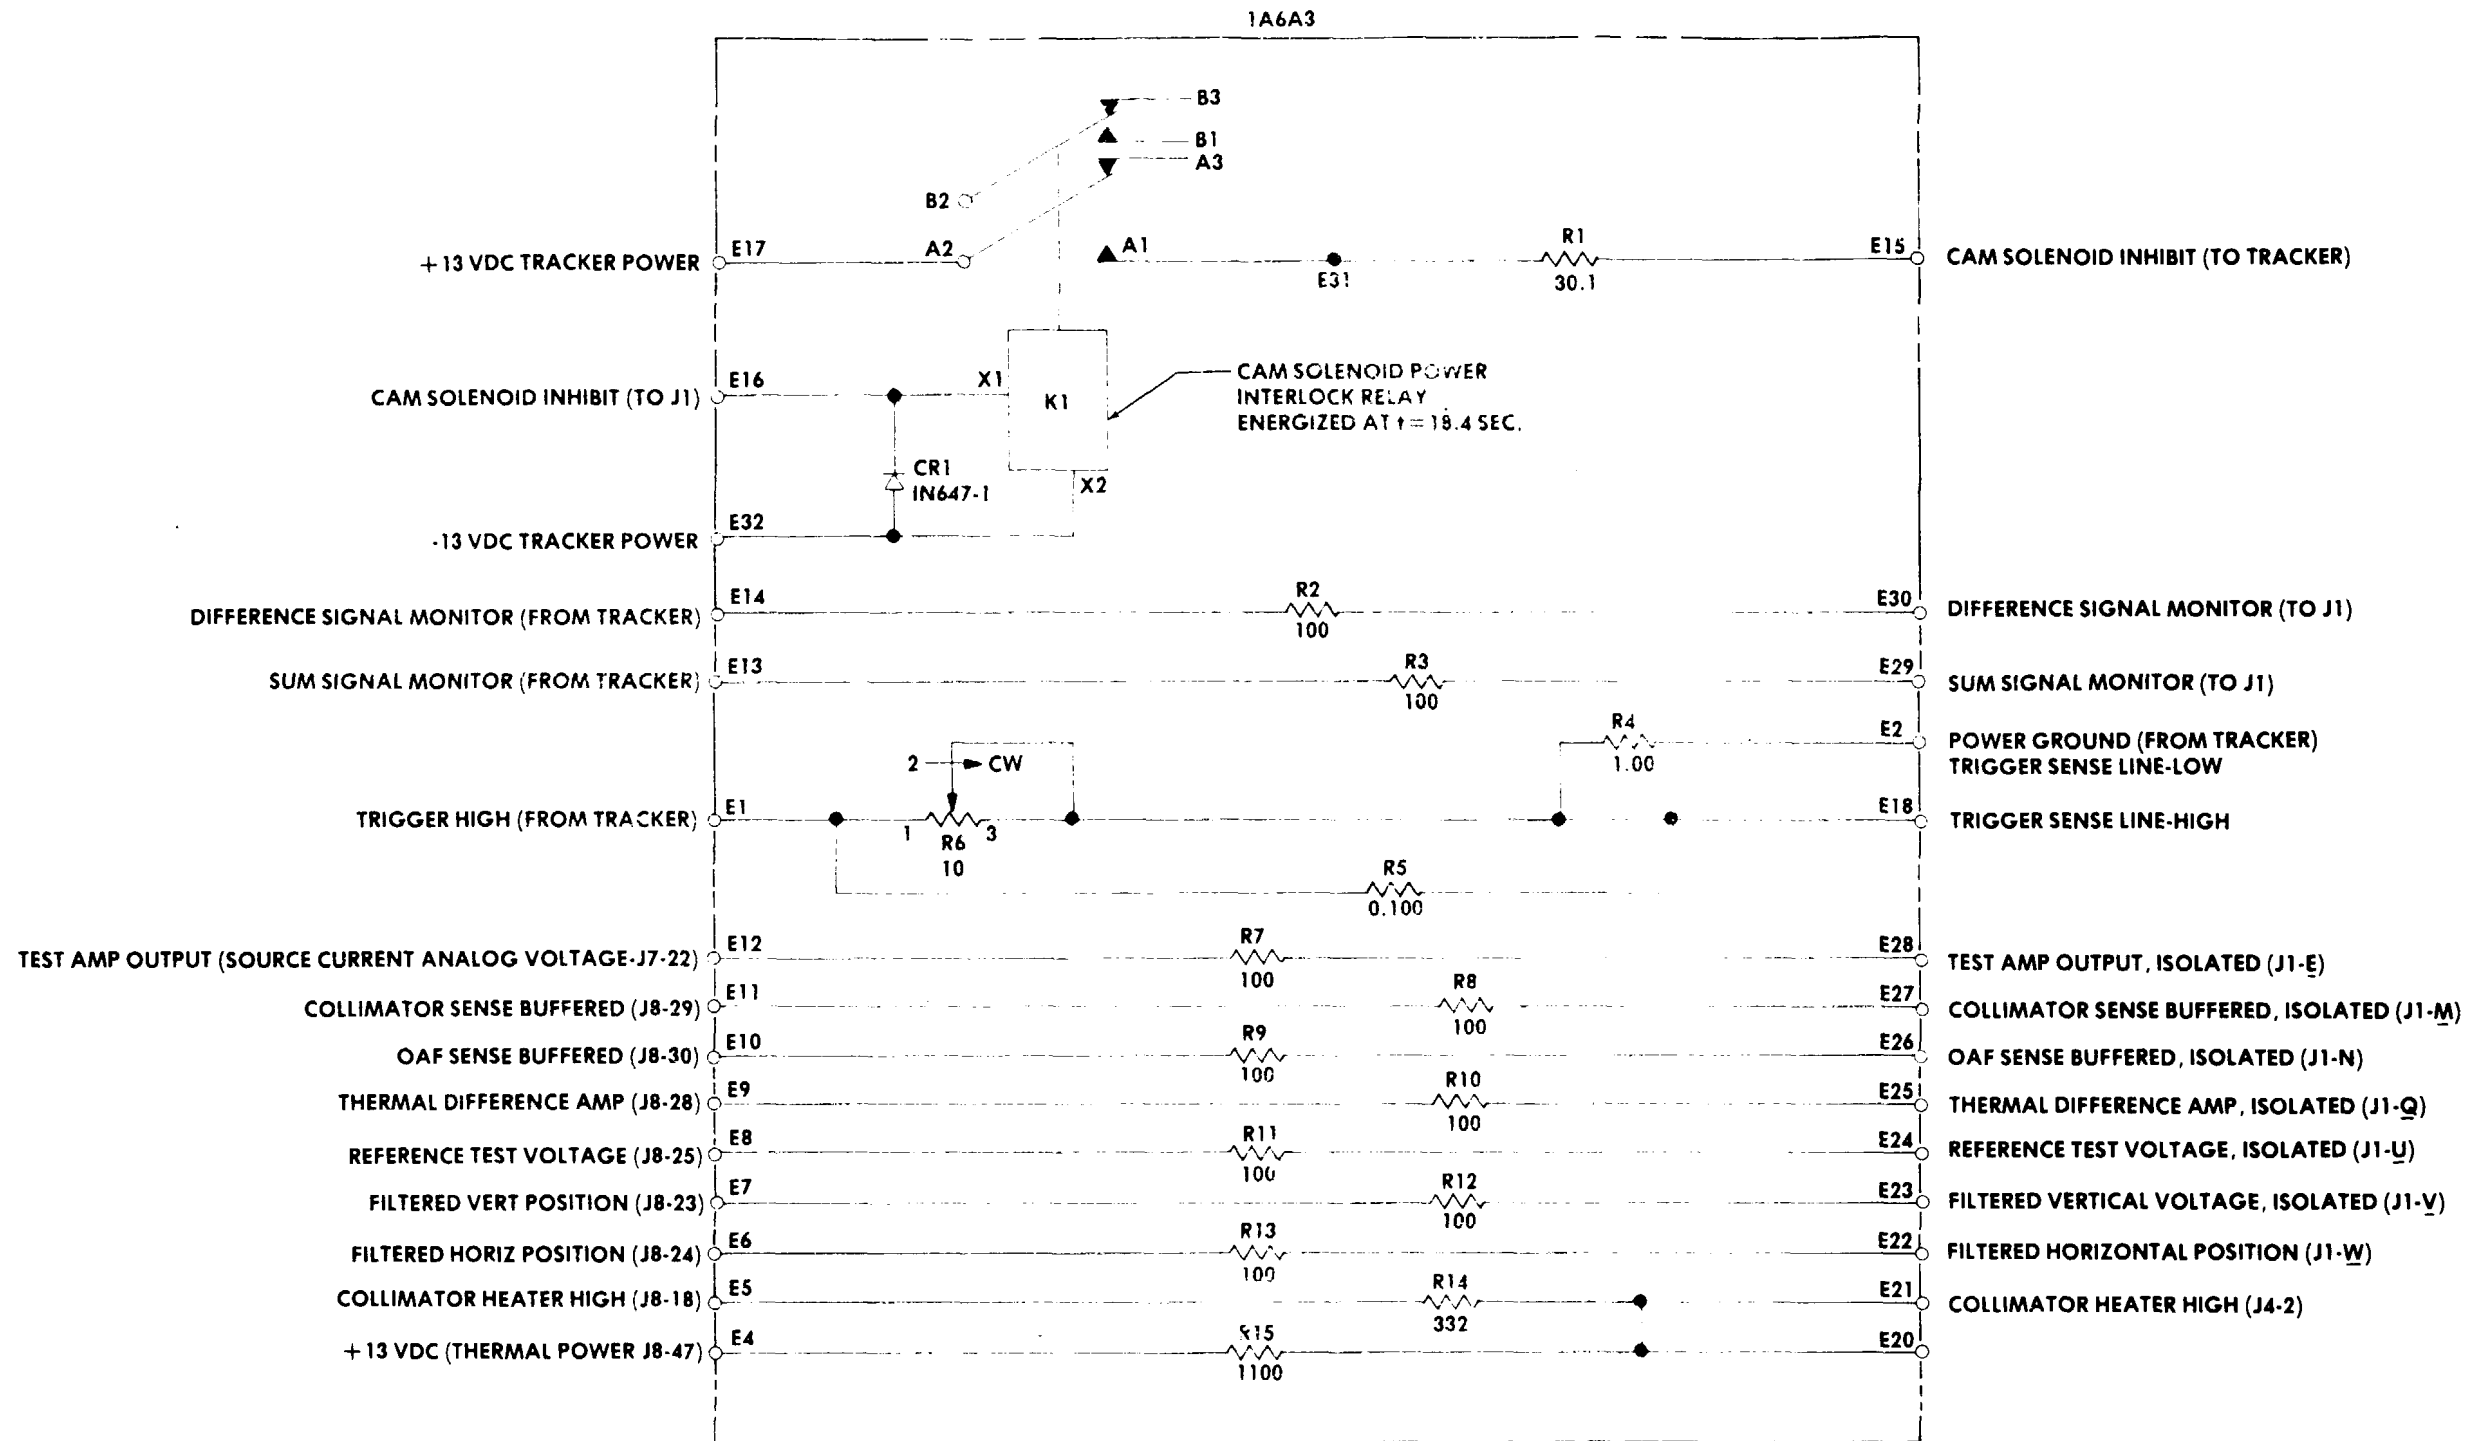 1A6A3
B3
B1
A3
B2
+13 VDC TRACKER POWER
E17
A2
A1
E31
R1
30.1
E15
CAM SOLENOID INHIBIT (TO TRACKER)
CAM SOLENOID INHIBIT (TO J1)
E16
X1
K1
CAM SOLENOID POWER
INTERLOCK RELAY
ENERGIZED AT t = 18.4 SEC.
CR1
IN647-1
X2
-13 VDC TRACKER POWER
E32
DIFFERENCE SIGNAL MONITOR (FROM TRACKER)
E14
R2
100
E30
DIFFERENCE SIGNAL MONITOR (TO J1)
SUM SIGNAL MONITOR (FROM TRACKER)
E13
R3
100
E29
SUM SIGNAL MONITOR (TO J1)
R4
1.00
E2
POWER GROUND (FROM TRACKER)
TRIGGER SENSE LINE-LOW
2
CW
TRIGGER HIGH (FROM TRACKER)
E1
1
3
R6
10
E18
TRIGGER SENSE LINE-HIGH
R5
0.100
TEST AMP OUTPUT (SOURCE CURRENT ANALOG VOLTAGE-J7-22)
E12
R7
100
E28
TEST AMP OUTPUT, ISOLATED (J1-E)
COLLIMATOR SENSE BUFFERED (J8-29)
E11
R8
100
E27
COLLIMATOR SENSE BUFFERED, ISOLATED (J1-M)
OAF SENSE BUFFERED (J8-30)
E10
R9
100
E26
OAF SENSE BUFFERED, ISOLATED (J1-N)
THERMAL DIFFERENCE AMP (J8-28)
E9
R10
100
E25
THERMAL DIFFERENCE AMP, ISOLATED (J1-Q)
REFERENCE TEST VOLTAGE (J8-25)
E8
R11
100
E24
REFERENCE TEST VOLTAGE, ISOLATED (J1-U)
FILTERED VERT POSITION (J8-23)
E7
R12
100
E23
FILTERED VERTICAL VOLTAGE, ISOLATED (J1-V)
FILTERED HORIZ POSITION (J8-24)
E6
R13
100
E22
FILTERED HORIZONTAL POSITION (J1-W)
COLLIMATOR HEATER HIGH (J8-18)
E5
R14
332
E21
COLLIMATOR HEATER HIGH (J4-2)
+13 VDC (THERMAL POWER J8-47)
E4
R15
1100
E20